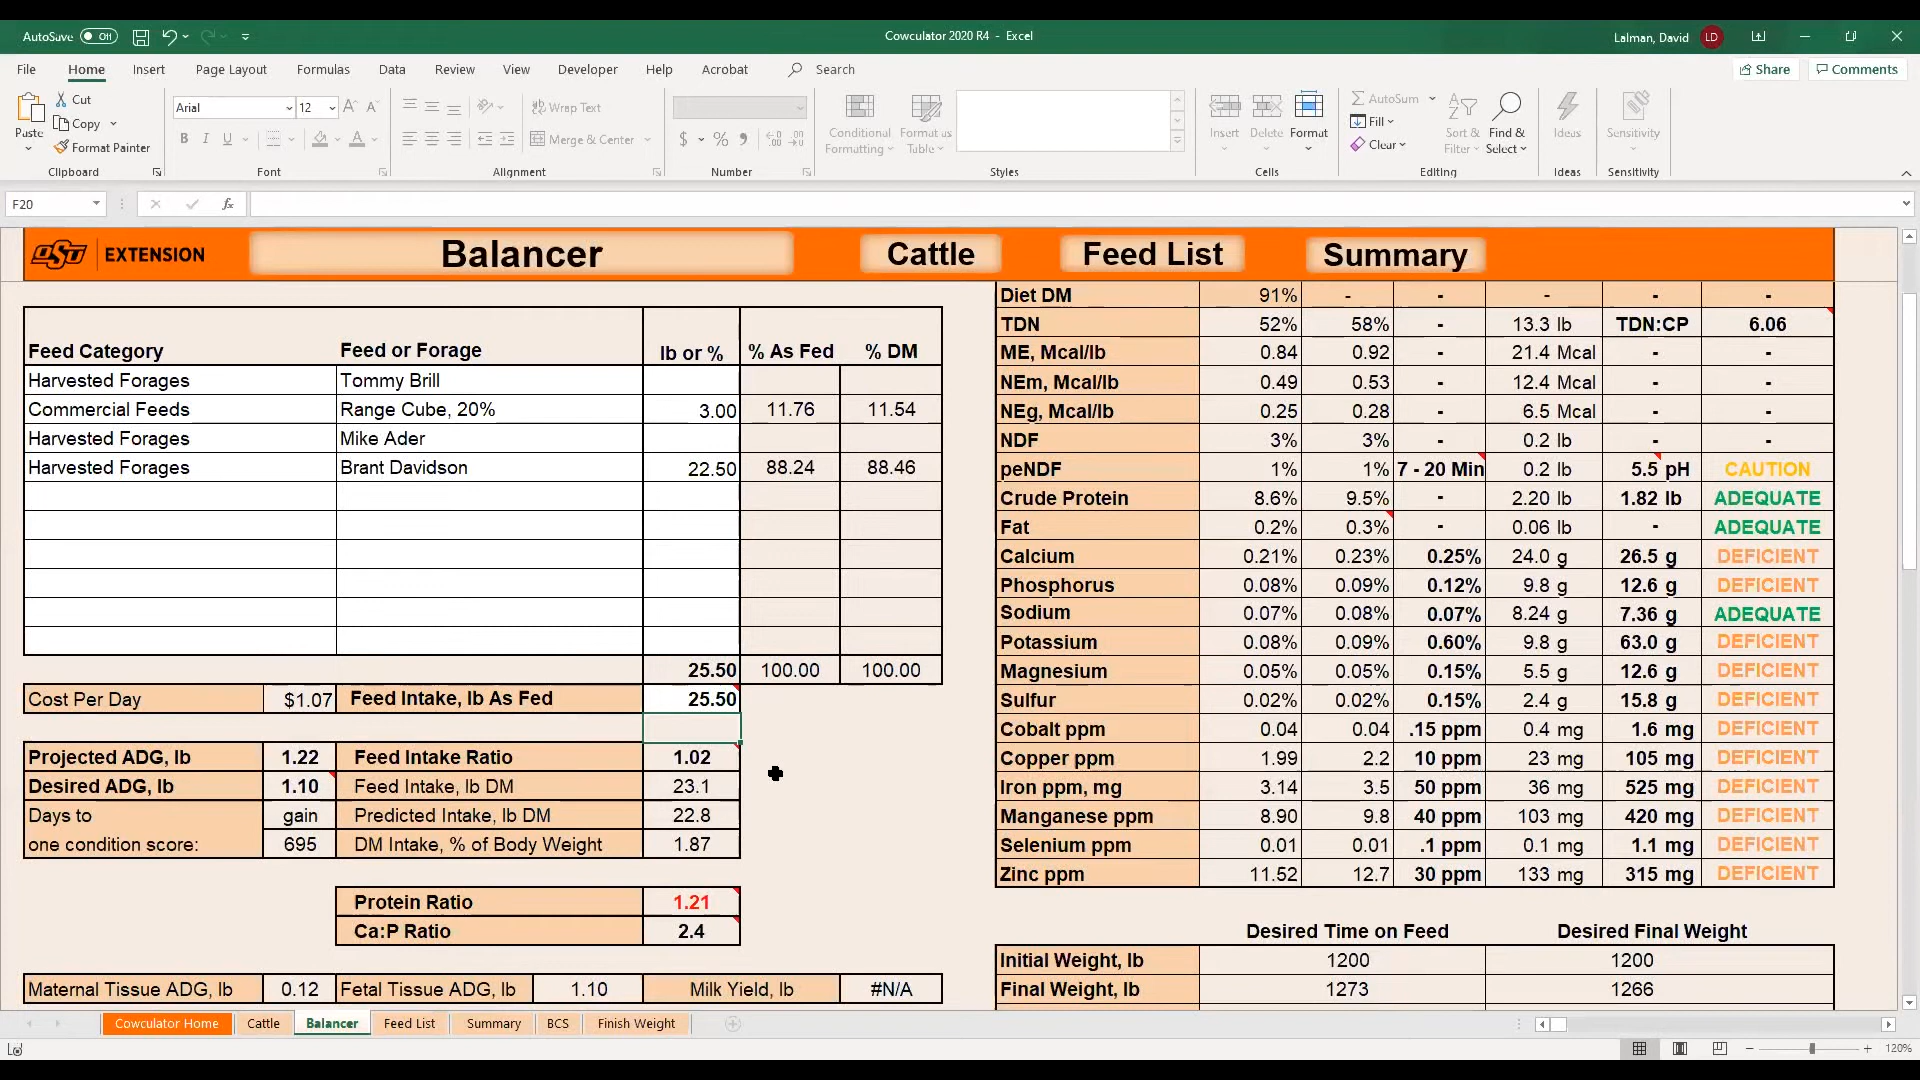 AutoSave Off
Cowculator 2020 R4 - Excel
Lalman, David LD
File Home Insert Page Layout Formulas Data Review View Developer Help Acrobat Search
Share Comments
Paste
Cut
Copy
Format Painter
Clipboard
Arial 12
B I U
Font
Wrap Text
Merge & Center
Alignment
$ %
Number
Conditional Formatting
Format as Table
Styles
Insert Delete Format
Cells
AutoSum
Fill
Clear
Sort & Filter
Find & Select
Editing
Ideas
Ideas
Sensitivity
Sensitivity
F20 fx
OSU EXTENSION Balancer Cattle Feed List Summary
Feed Category Feed or Forage lb or % % As Fed % DM
Harvested Forages Tommy Brill
Commercial Feeds Range Cube, 20% 3.00 11.76 11.54
Harvested Forages Mike Ader
Harvested Forages Brant Davidson 22.50 88.24 88.46
25.50 100.00 100.00
Cost Per Day $1.07 Feed Intake, lb As Fed 25.50
Projected ADG, lb 1.22 Feed Intake Ratio 1.02
Desired ADG, lb 1.10 Feed Intake, lb DM 23.1
Days to gain Predicted Intake, lb DM 22.8
one condition score: 695 DM Intake, % of Body Weight 1.87
Protein Ratio 1.21
Ca:P Ratio 2.4
Maternal Tissue ADG, lb 0.12 Fetal Tissue ADG, lb 1.10 Milk Yield, lb #N/A
Diet DM 91% - - - - -
TDN 52% 58% - 13.3 lb TDN:CP 6.06
ME, Mcal/lb 0.84 0.92 - 21.4 Mcal - -
NEm, Mcal/lb 0.49 0.53 - 12.4 Mcal - -
NEg, Mcal/lb 0.25 0.28 - 6.5 Mcal - -
NDF 3% 3% - 0.2 lb - -
peNDF 1% 1% 7 - 20 Min 0.2 lb 5.5 pH CAUTION
Crude Protein 8.6% 9.5% - 2.20 lb 1.82 lb ADEQUATE
Fat 0.2% 0.3% - 0.06 lb - ADEQUATE
Calcium 0.21% 0.23% 0.25% 24.0 g 26.5 g DEFICIENT
Phosphorus 0.08% 0.09% 0.12% 9.8 g 12.6 g DEFICIENT
Sodium 0.07% 0.08% 0.07% 8.24 g 7.36 g ADEQUATE
Potassium 0.08% 0.09% 0.60% 9.8 g 63.0 g DEFICIENT
Magnesium 0.05% 0.05% 0.15% 5.5 g 12.6 g DEFICIENT
Sulfur 0.02% 0.02% 0.15% 2.4 g 15.8 g DEFICIENT
Cobalt ppm 0.04 0.04 .15 ppm 0.4 mg 1.6 mg DEFICIENT
Copper ppm 1.99 2.2 10 ppm 23 mg 105 mg DEFICIENT
Iron ppm, mg 3.14 3.5 50 ppm 36 mg 525 mg DEFICIENT
Manganese ppm 8.90 9.8 40 ppm 103 mg 420 mg DEFICIENT
Selenium ppm 0.01 0.01 .1 ppm 0.1 mg 1.1 mg DEFICIENT
Zinc ppm 11.52 12.7 30 ppm 133 mg 315 mg DEFICIENT
Desired Time on Feed Desired Final Weight
Initial Weight, lb 1200 1200
Final Weight, lb 1273 1266
Cowculator Home Cattle Balancer Feed List Summary BCS Finish Weight
120%